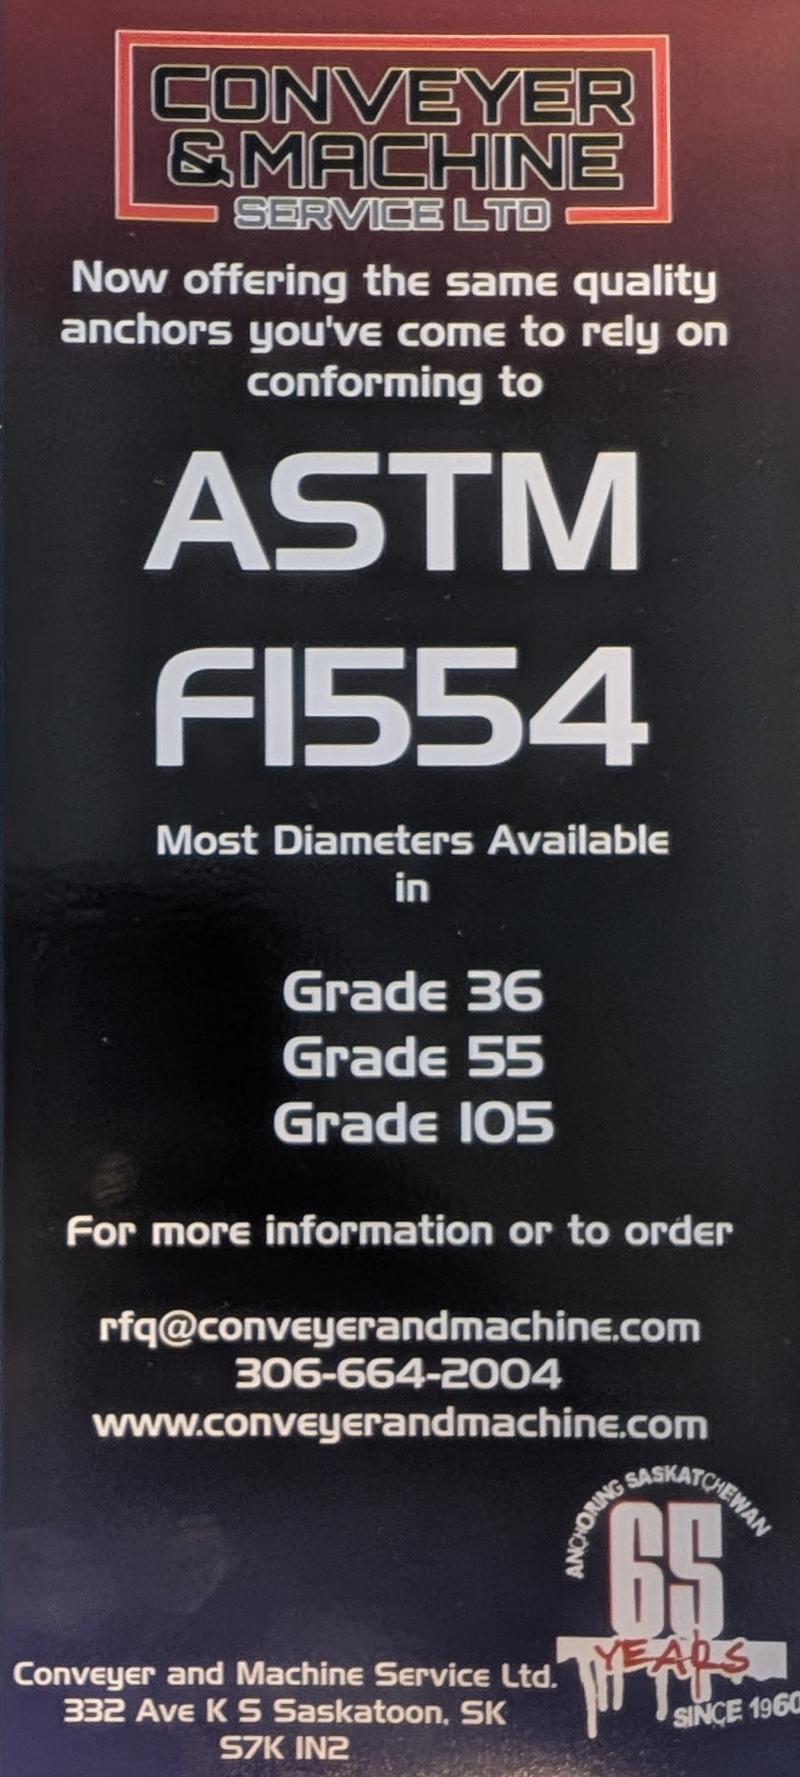 CONVEYER
& MACHINE
SERVICE LTD
Now offering the same quality
anchors you've come to rely on
conforming to
ASTM
F1554
Most Diameters Available
in
Grade 36
Grade 55
Grade 105
For more information or to order
rfq@conveyerandmachine.com
306-664-2004
www.conveyerandmachine.com
ANCHORING SASKATCHEWAN
65
YEARS
SINCE 1960
Conveyer and Machine Service Ltd.
332 Ave K S Saskatoon, SK
S7K 1N2